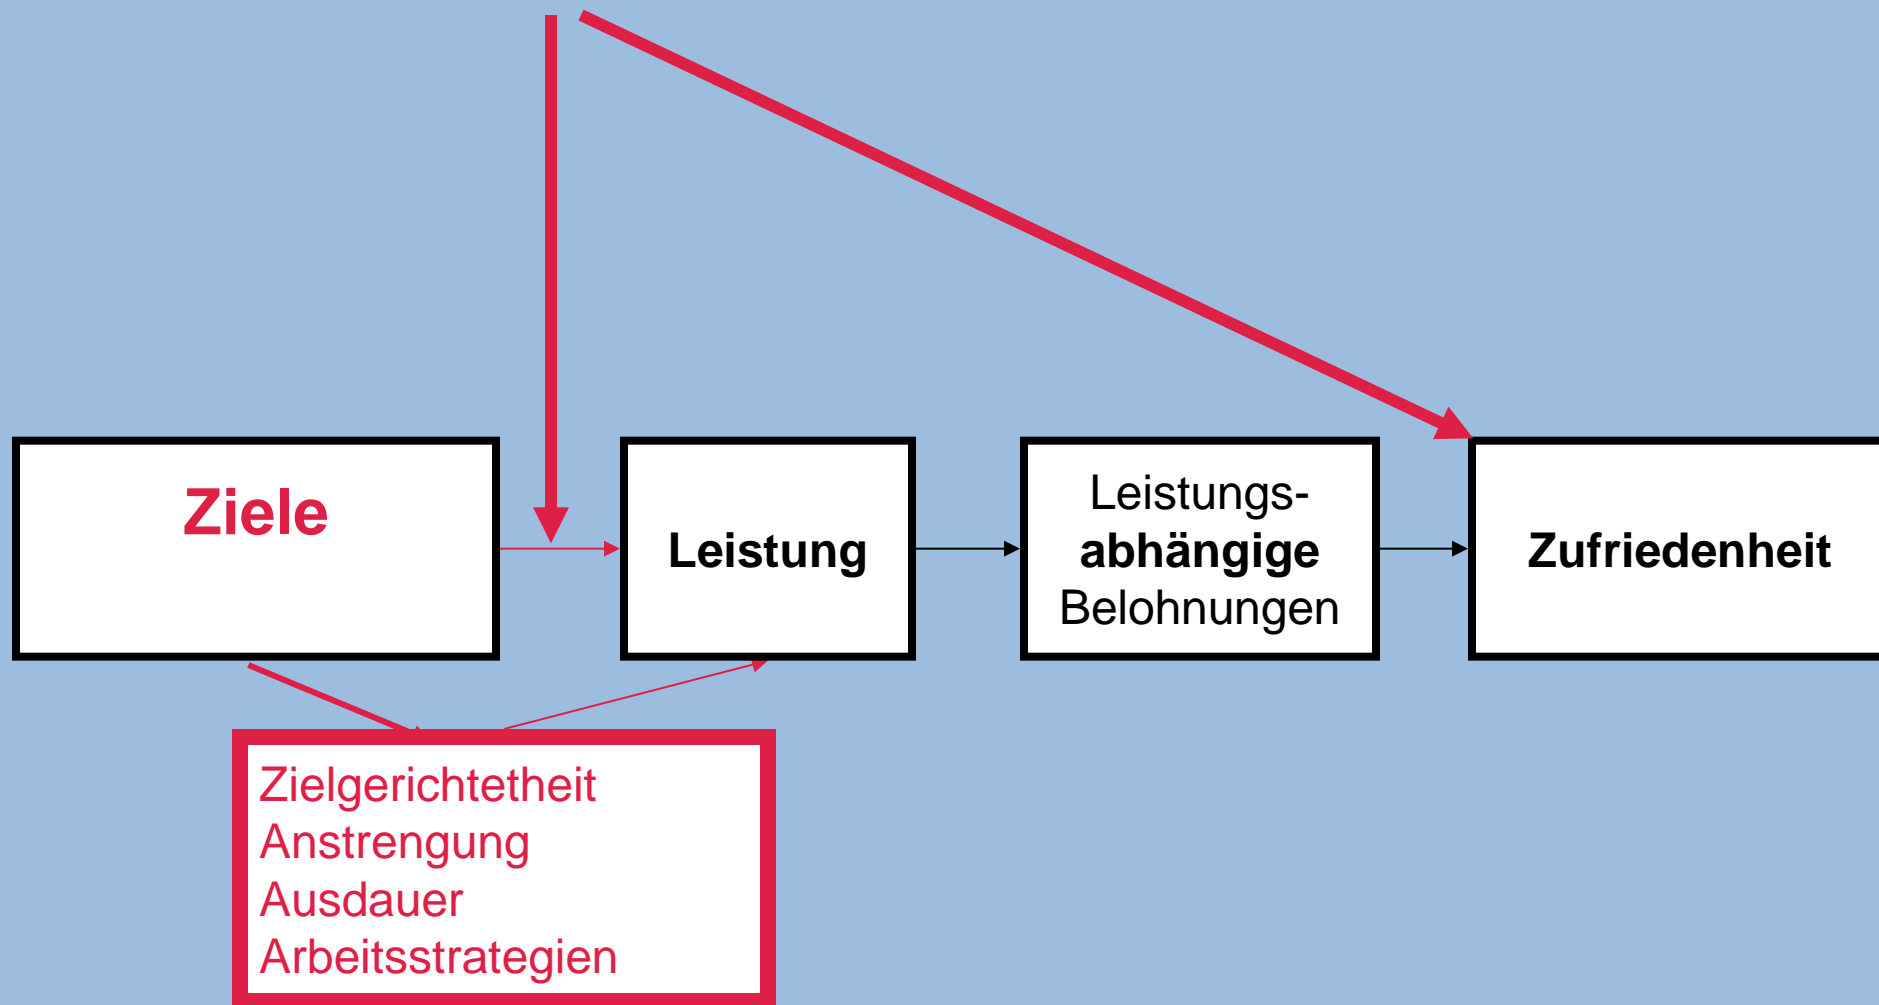 Ziele
Leistung
Leistungs-
abhängige
Belohnungen
Zufriedenheit
Zielgerichtetheit
Anstrengung
Ausdauer
Arbeitsstrategien